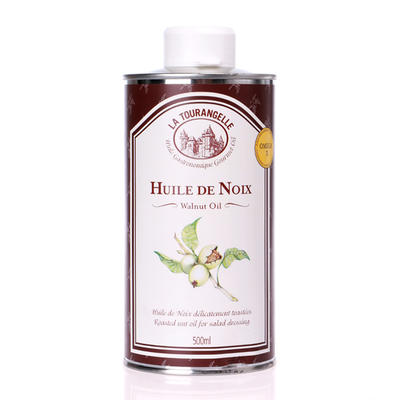 LA TOURANGELLE
Huile Gastronomique Gourmet Oil
OMEGA
3
HUILE DE NOIX
Walnut Oil
Huile de Noix délicatement toastées
Roasted nut oil for salad dressing
500ml